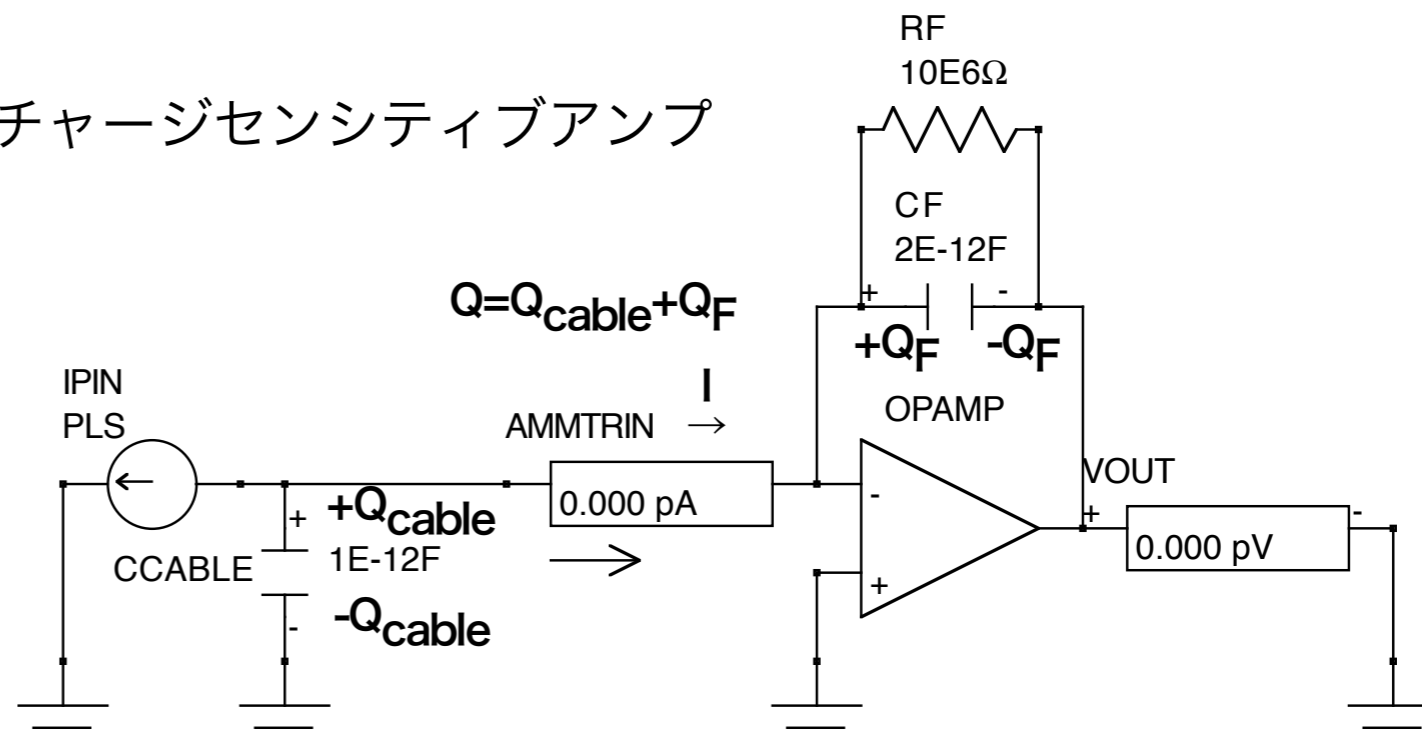 RF
10E6Ω
チャージセンシティブアンプ
CF
2E-12F
Q=Qcable+QF
+ -
+QF -QF
I
→
IPIN
PLS
AMMTRIN
OPAMP
VOUT
0.000 pA
-
+
+ -
0.000 pV
+ +Qcable
CCABLE
1E-12F
- -Qcable